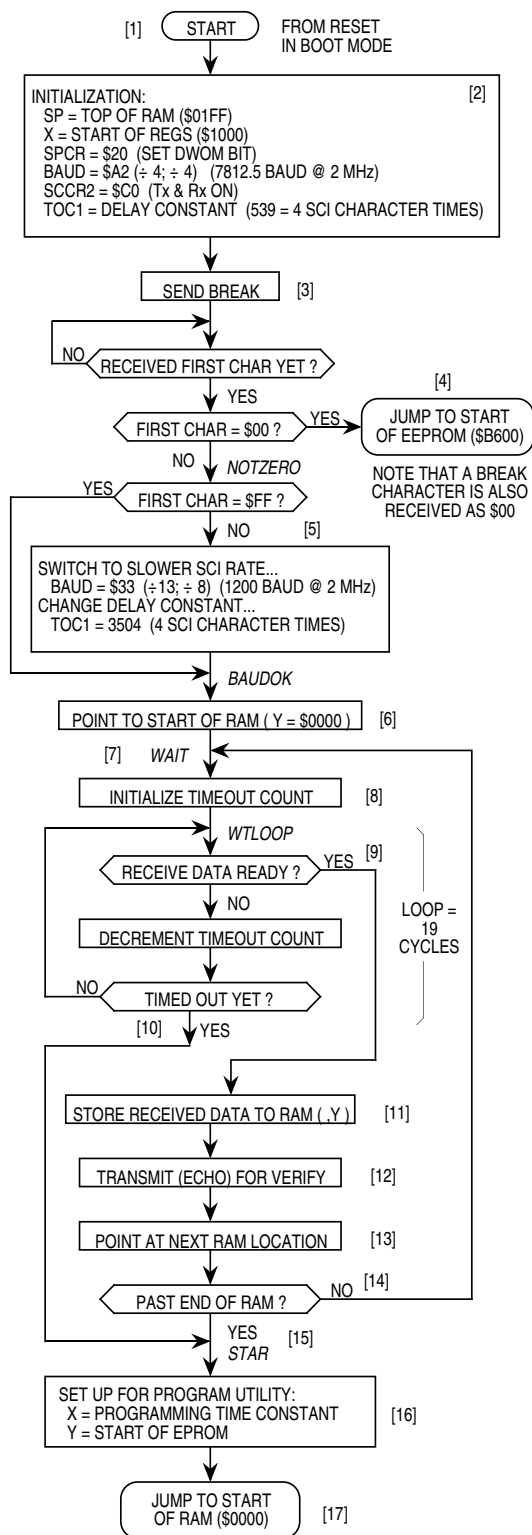 [1]
START
FROM RESET
IN BOOT MODE
[2]
INITIALIZATION:
SP = TOP OF RAM ($01FF)
X = START OF REGS ($1000)
SPCR = $20 (SET DWOM BIT)
BAUD = $A2 (÷ 4; ÷ 4) (7812.5 BAUD @ 2 MHz)
SCCR2 = $C0 (Tx & Rx ON)
TOC1 = DELAY CONSTANT (539 = 4 SCI CHARACTER TIMES)
SEND BREAK
[3]
NO
RECEIVED FIRST CHAR YET ?
YES
[4]
FIRST CHAR = $00 ?
YES
JUMP TO START
OF EEPROM ($B600)
NO
NOTZERO
NOTE THAT A BREAK
CHARACTER IS ALSO
RECEIVED AS $00
YES
FIRST CHAR = $FF ?
NO
[5]
SWITCH TO SLOWER SCI RATE...
BAUD = $33 (÷13; ÷ 8) (1200 BAUD @ 2 MHz)
CHANGE DELAY CONSTANT...
TOC1 = 3504 (4 SCI CHARACTER TIMES)
BAUDOK
POINT TO START OF RAM ( Y = $0000 )
[6]
[7]
WAIT
INITIALIZE TIMEOUT COUNT
[8]
WTLOOP
RECEIVE DATA READY ?
YES
[9]
NO
DECREMENT TIMEOUT COUNT
LOOP =
19
CYCLES
NO
TIMED OUT YET ?
[10]
YES
STORE RECEIVED DATA TO RAM ( ,Y )
[11]
TRANSMIT (ECHO) FOR VERIFY
[12]
POINT AT NEXT RAM LOCATION
[13]
PAST END OF RAM ?
NO
[14]
YES
[15]
STAR
SET UP FOR PROGRAM UTILITY:
X = PROGRAMMING TIME CONSTANT
Y = START OF EPROM
[16]
JUMP TO START
OF RAM ($0000)
[17]